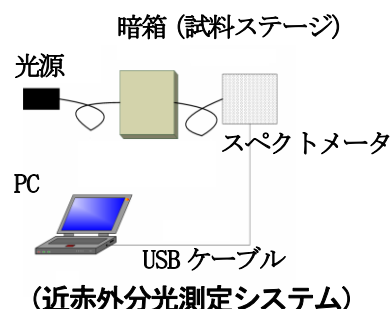 暗箱 (試料ステージ)
光源
スペクトメータ
PC
USB ケーブル
(近赤外分光測定システム)